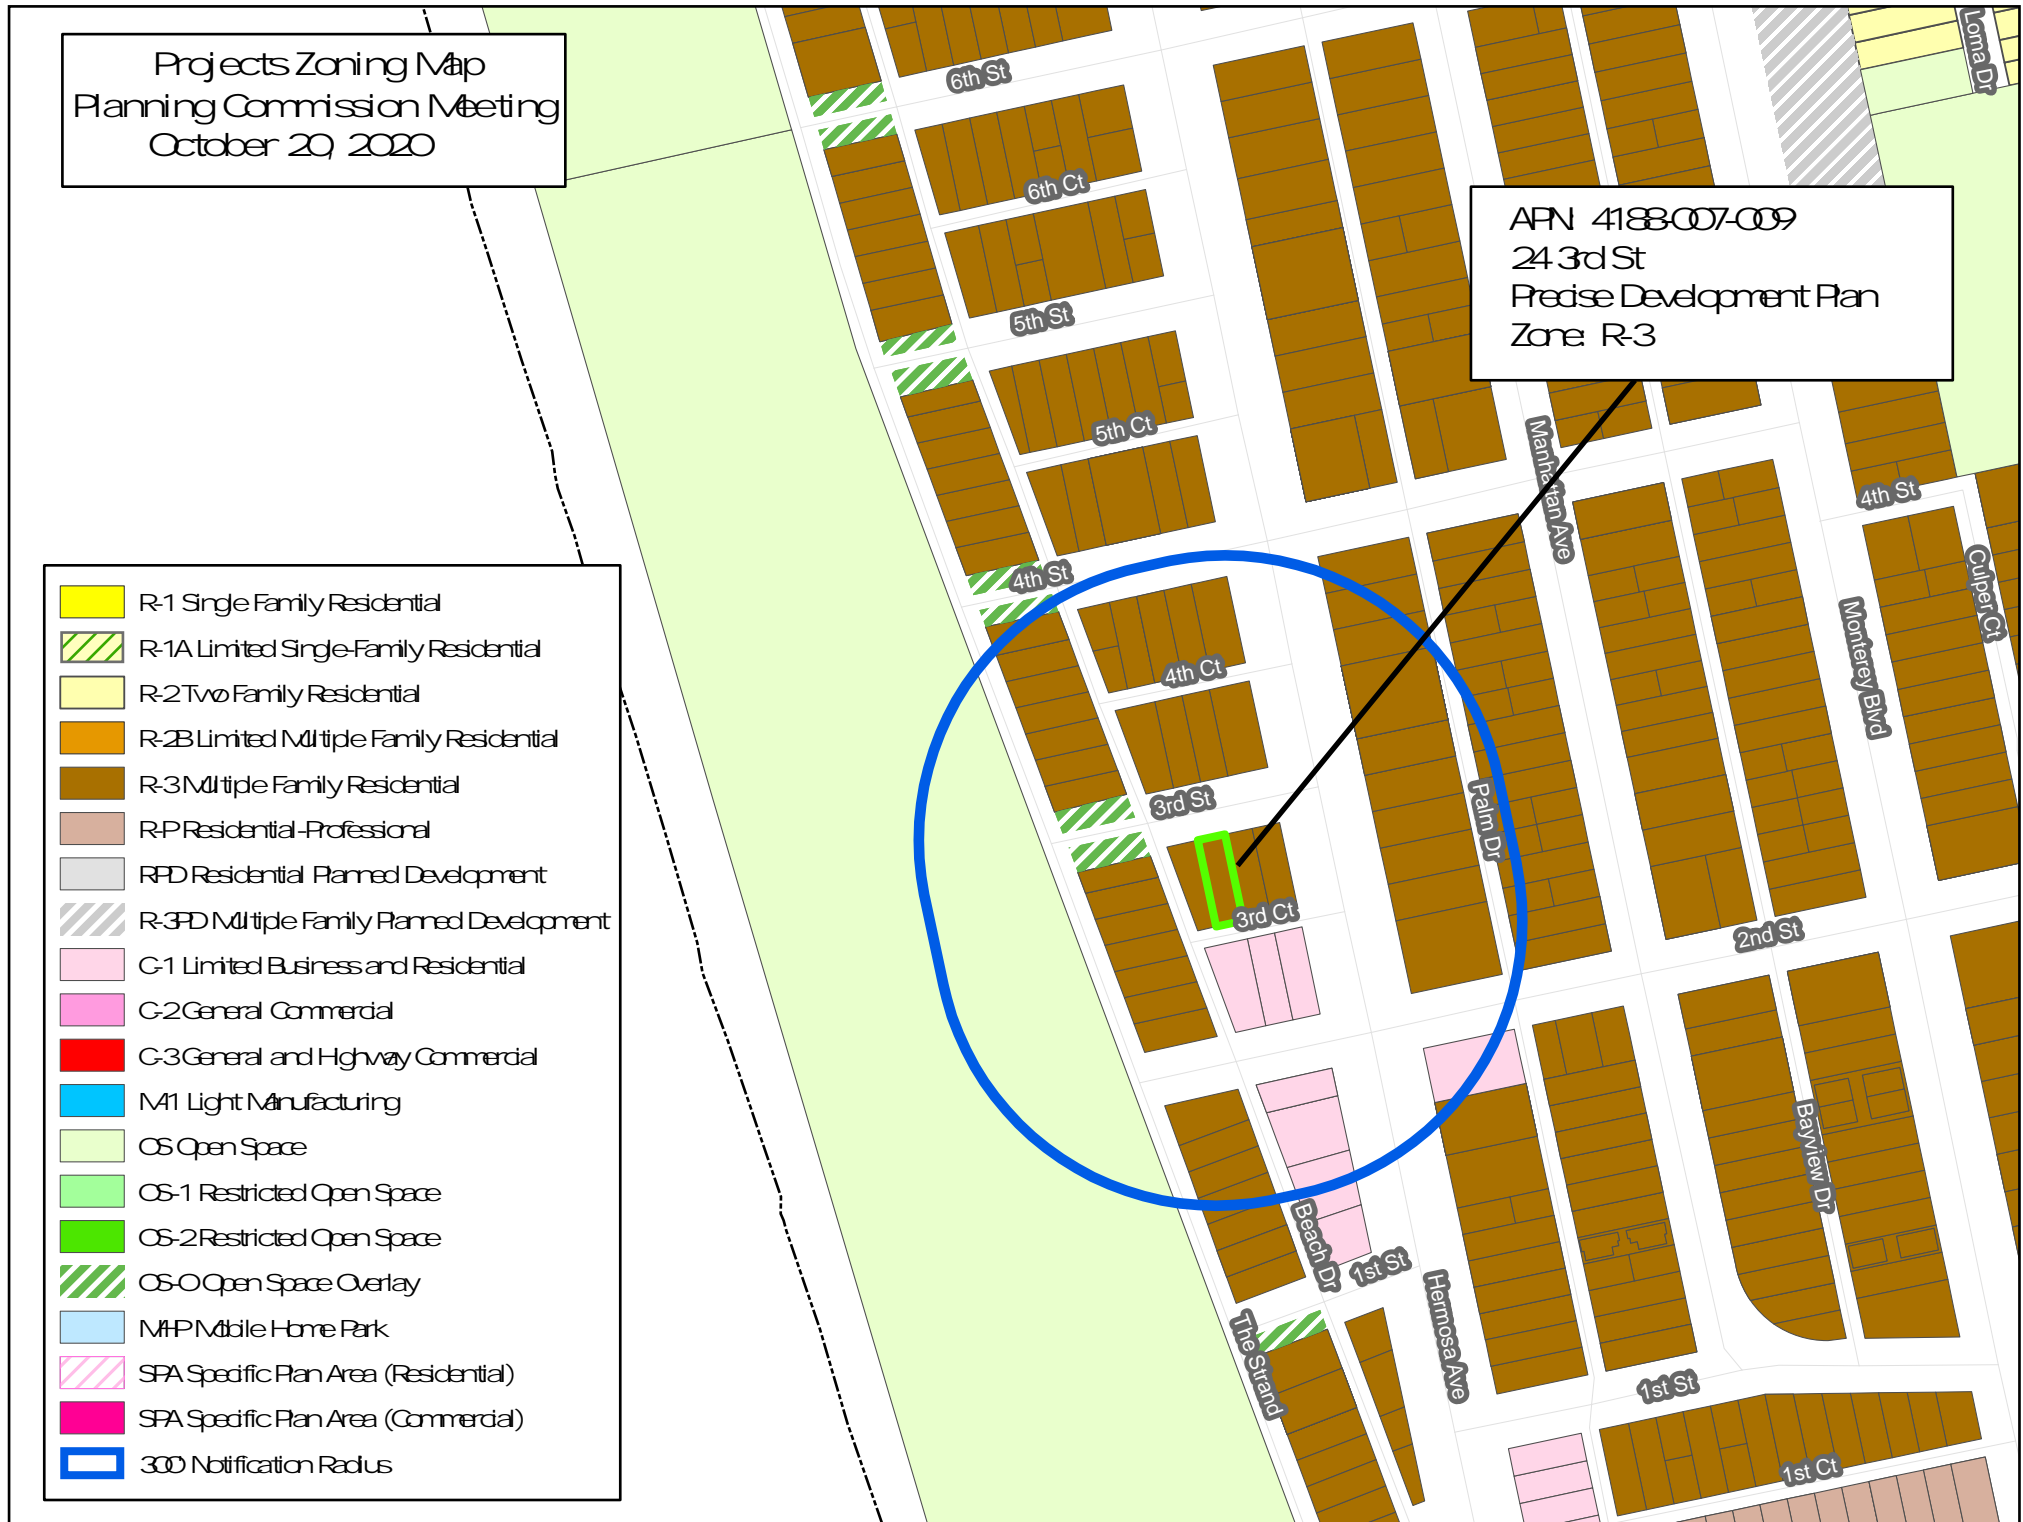 Projects Zoning Map
Planning Commission Meeting
October 20, 2020
APN: 4188-007-009
24 3rd St
Precise Development Plan
Zone: R-3
R-1 Single Family Residential
R-1A Limited Single-Family Residential
R-2 Two Family Residential
R-2B Limited Multiple Family Residential
R-3 Multiple Family Residential
R-P Residential-Professional
RPD Residential Planned Development
R-3PD Multiple Family Planned Development
C-1 Limited Business and Residential
C-2 General Commercial
C-3 General and Highway Commercial
M-1 Light Manufacturing
OS Open Space
OS-1 Restricted Open Space
OS-2 Restricted Open Space
OS-O Open Space Overlay
MHP Mobile Home Park
SPA Specific Plan Area (Residential)
SPA Specific Plan Area (Commercial)
300' Notification Radius
Loma Dr
6th St
6th Ct
5th St
5th Ct
Manhattan Ave
4th St
4th St
Culper Ct
4th Ct
Monterey Blvd
3rd St
Palm Dr
3rd Ct
2nd St
Bayview Dr
Beach Dr
1st St
Hermosa Ave
The Strand
1st St
1st Ct